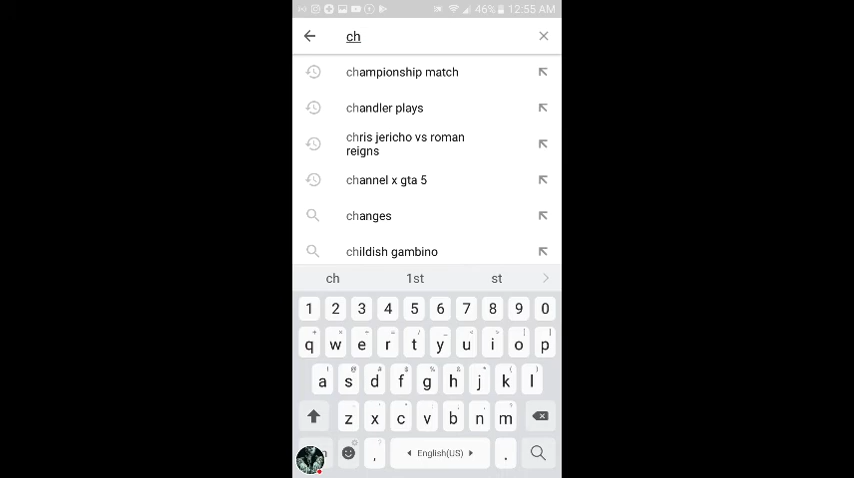 46% 12:55 AM
ch
championship match
chandler plays
chris jericho vs roman
reigns
channel x gta 5
changes
childish gambino
ch 1st st
1 2 3 4 5 6 7 8 9 0
q w e r t y u i o p
a s d f g h j k l
z x c v b n m
, English(US) .